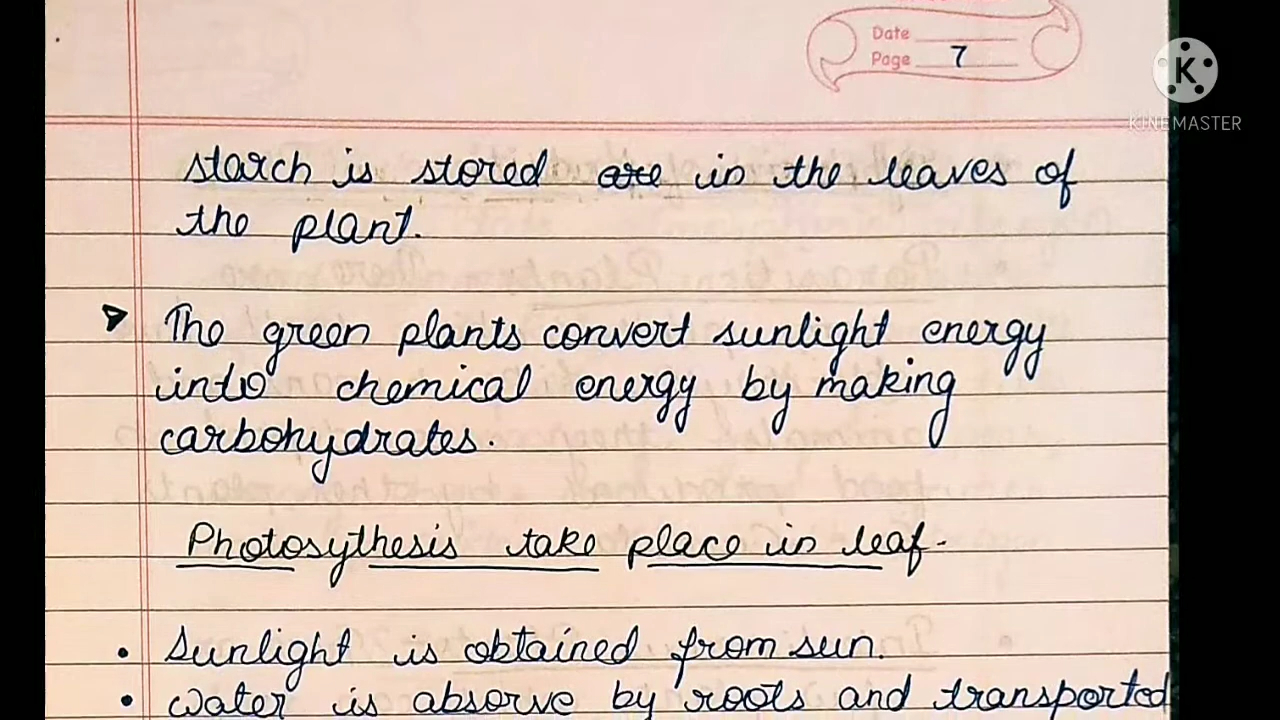 Date
Page 7
KINEMASTER
starch is stored are in the leaves of
the plant.
The green plants convert sunlight energy
into chemical energy by making
carbohydrates.
Photosythesis take place in leaf.
• Sunlight is obtained from sun.
• Water is absorve by roots and transported